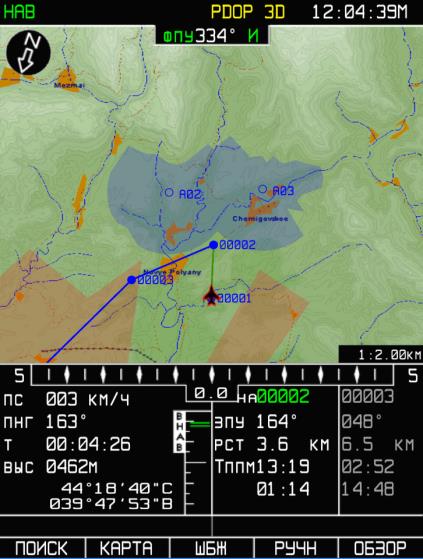 НАВ PDOP 3D 12:04:39М
ФПУ334° И
N
Mezmai
A02 A03
Chernigovskoe
00002
Novye Polyany
00003
00001
1:2.00КМ
5 5
0.0
ПС 003 КМ/Ч НА00002 00003
ПНГ 163° ЗПУ 164° 048°
Т 00:04:26 РСТ 3.6 КМ 6.5 КМ
ВЫС 0462М Тппм13:19 02:52
44°18'40"С 01:14 14:48
039°47'53"В
ВНАВ
ПОИСК КАРТА ШБЖ РУЧН ОБЗОР